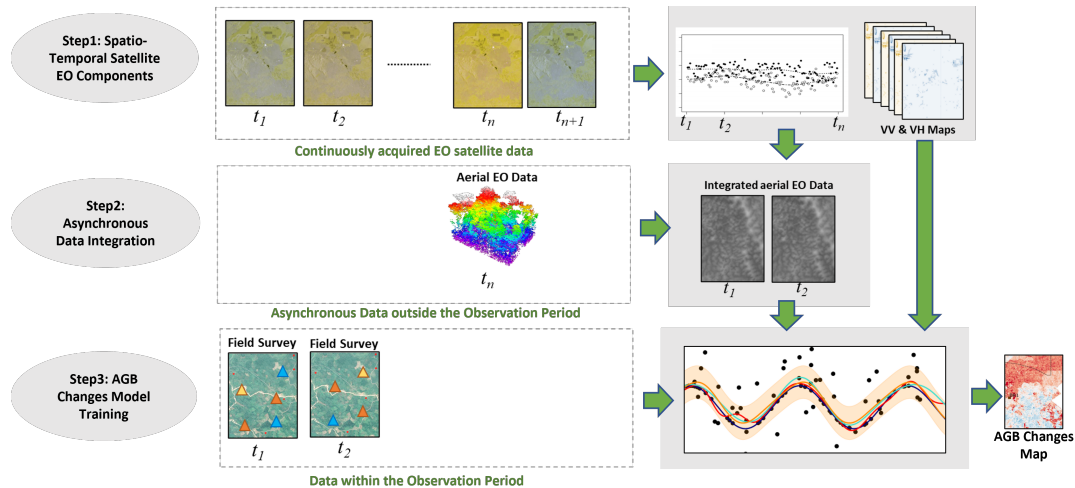 Step1: Spatio-
Temporal Satellite
EO Components
t1
t2
tn
tn+1
Continuously acquired EO satellite data
t1
t2
tn
VV & VH Maps
Step2:
Asynchronous
Data Integration
Aerial EO Data
tn
Asynchronous Data outside the Observation Period
Integrated aerial EO Data
t1
t2
Step3: AGB
Changes Model
Training
Field Survey
Field Survey
t1
t2
Data within the Observation Period
AGB Changes
Map